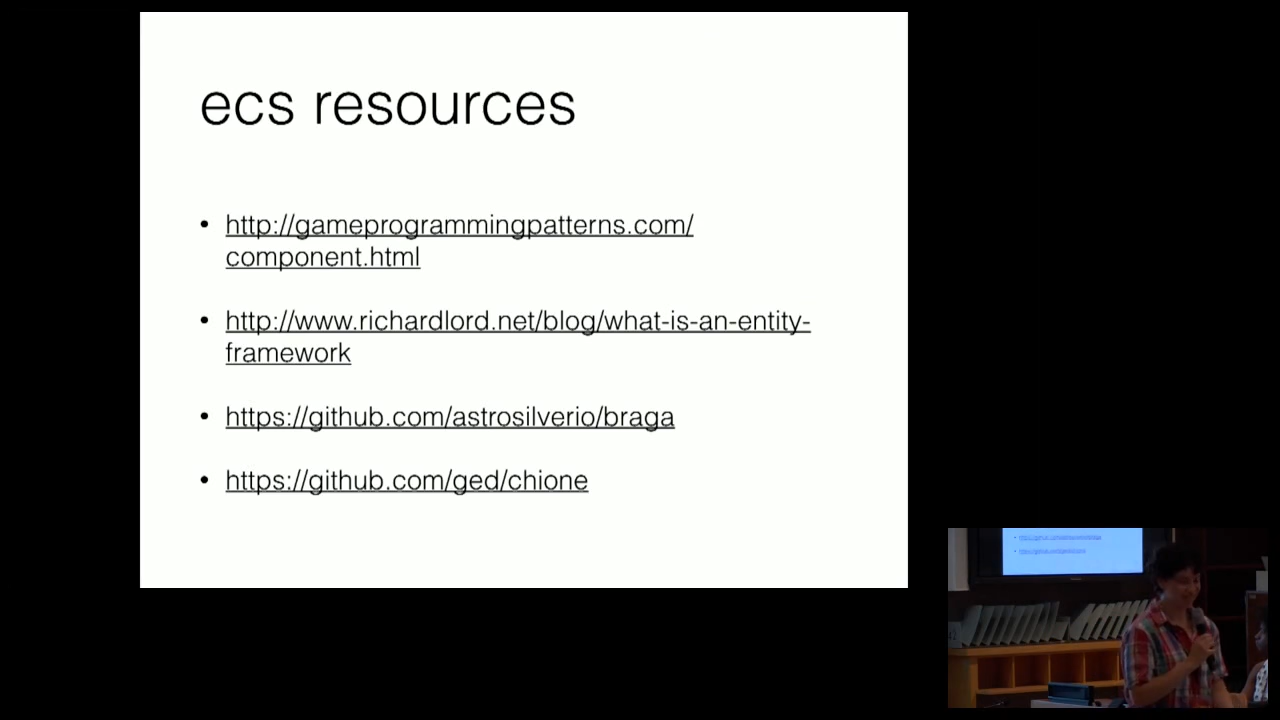 ecs resources
• http://gameprogrammingpatterns.com/
component.html
• http://www.richardlord.net/blog/what-is-an-entity-
framework
• https://github.com/astrosilverio/braga
• https://github.com/ged/chione